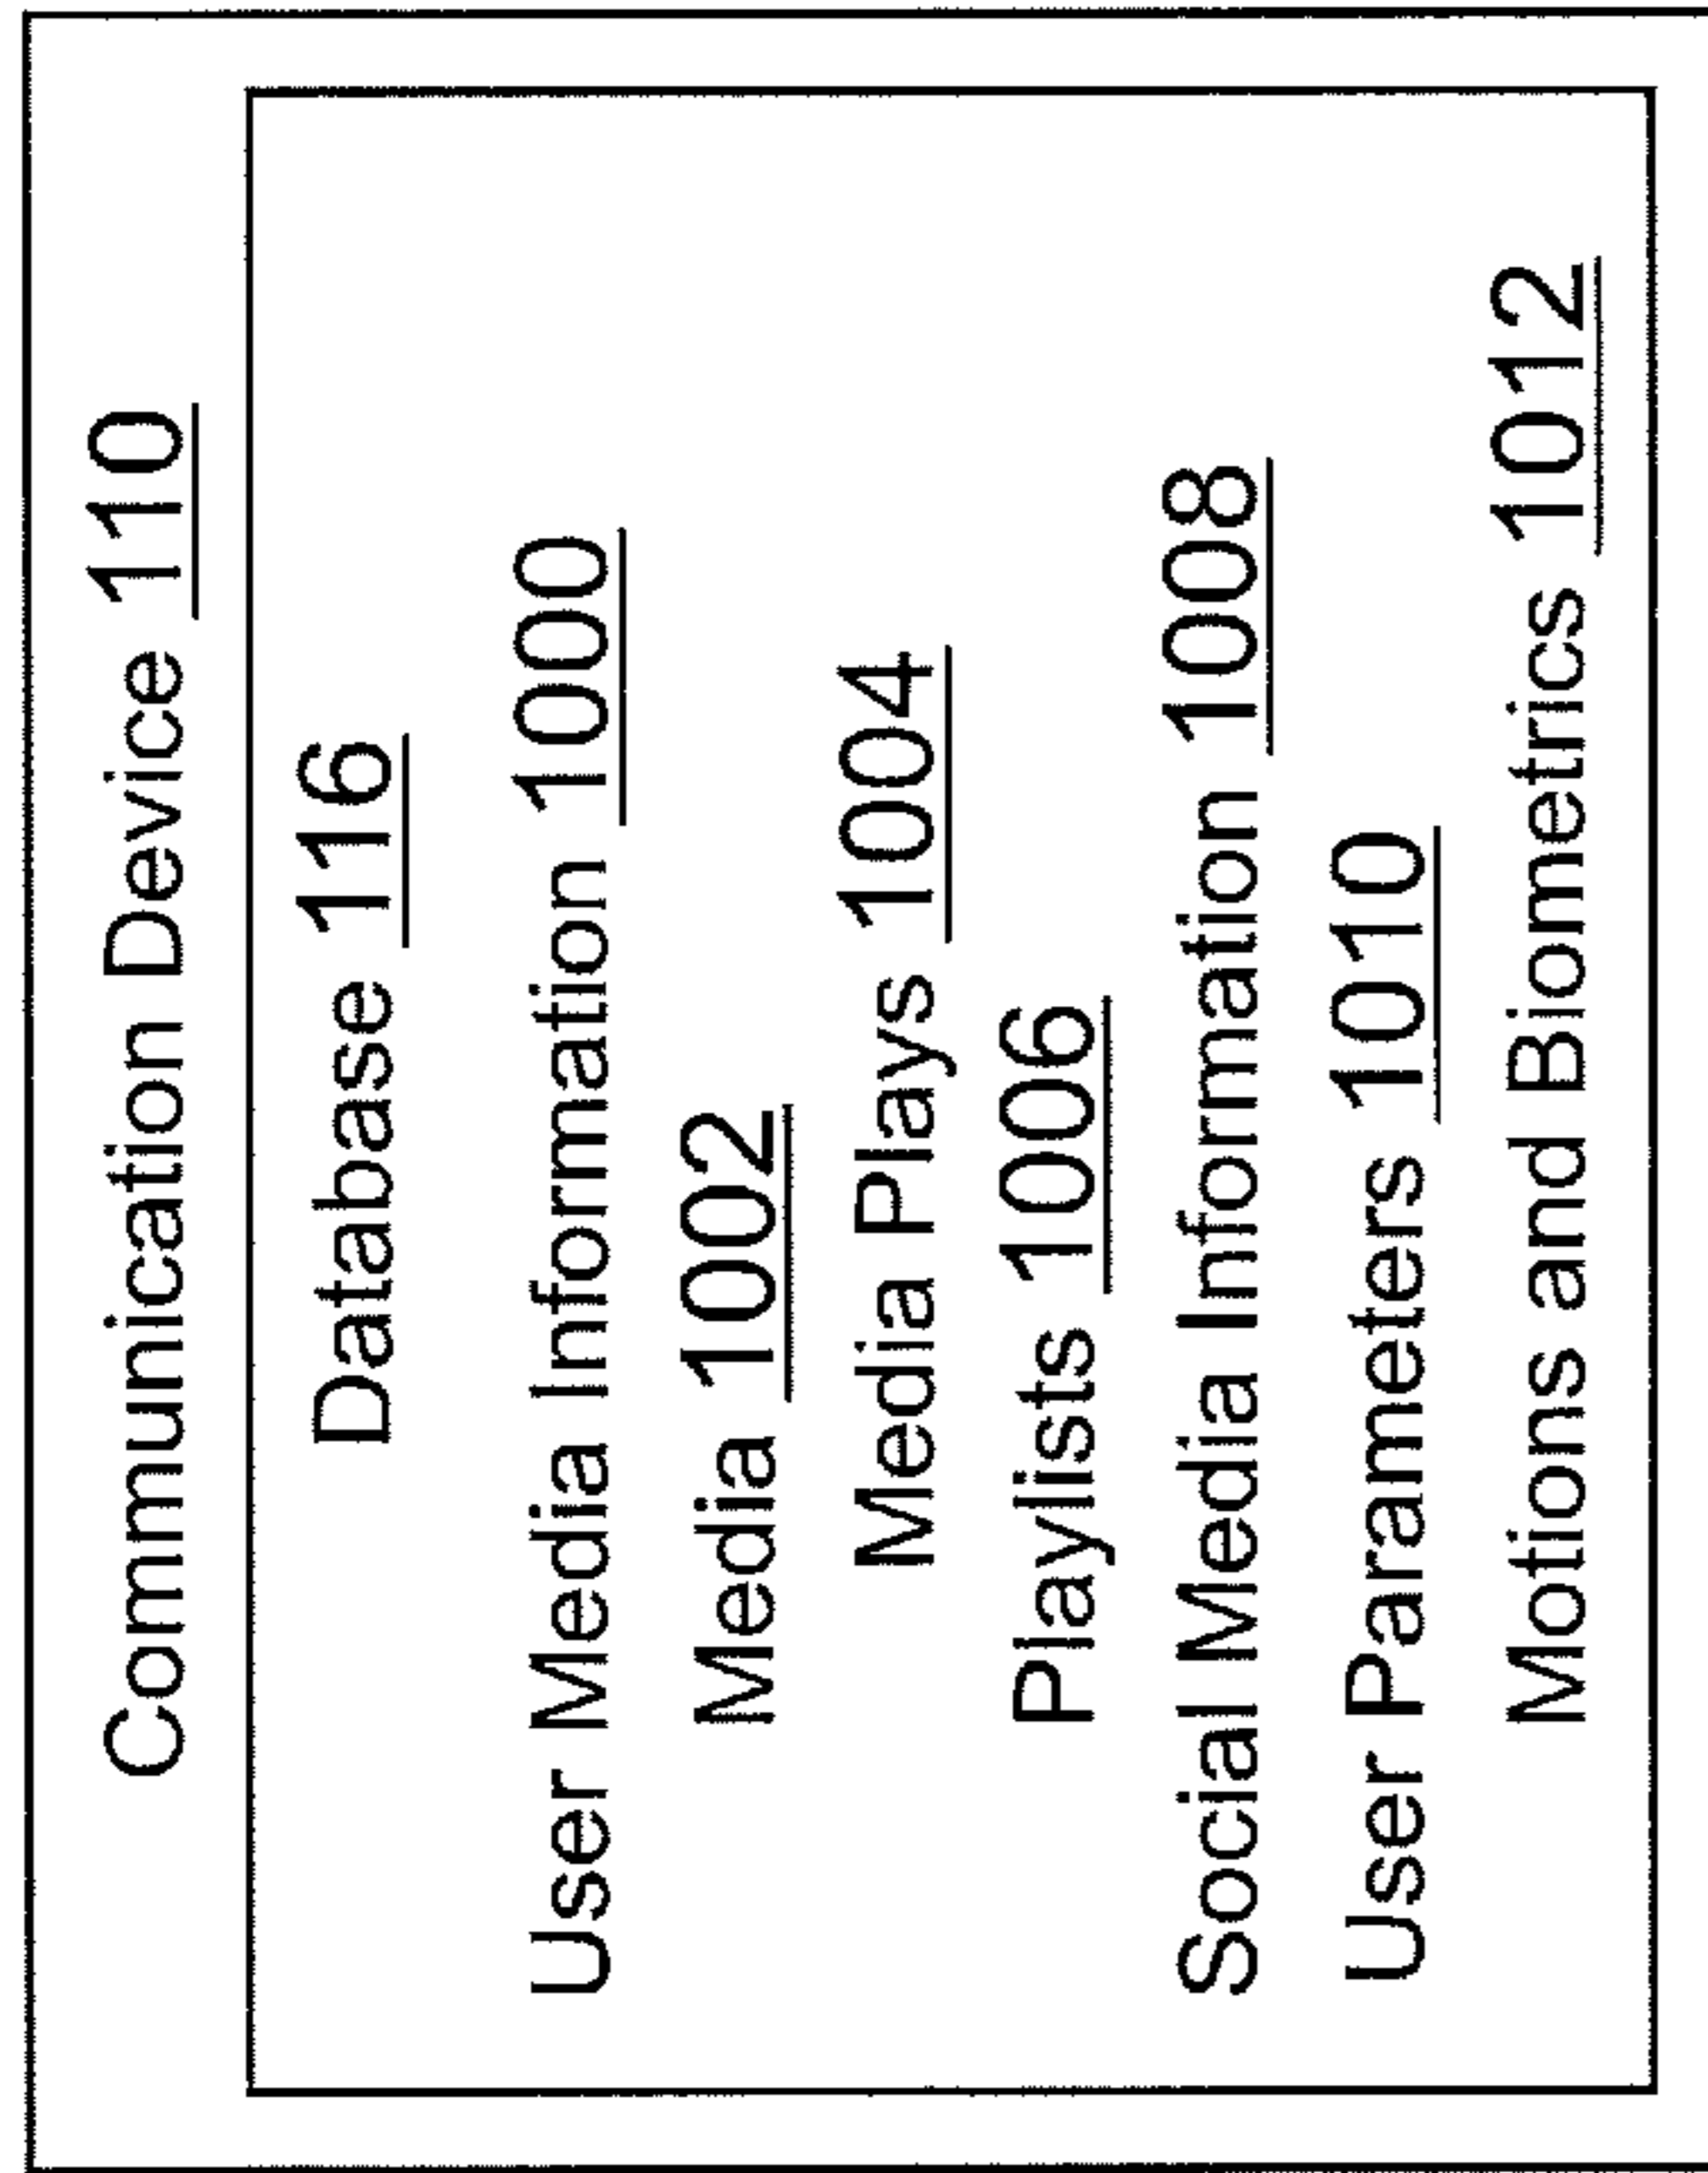 Communication Device 110
Database 116
User Media Information 1000
Media 1002
Media Plays 1004
Playlists 1006
Social Media Information 1008
User Parameters 1010
Motions and Biometrics 1012